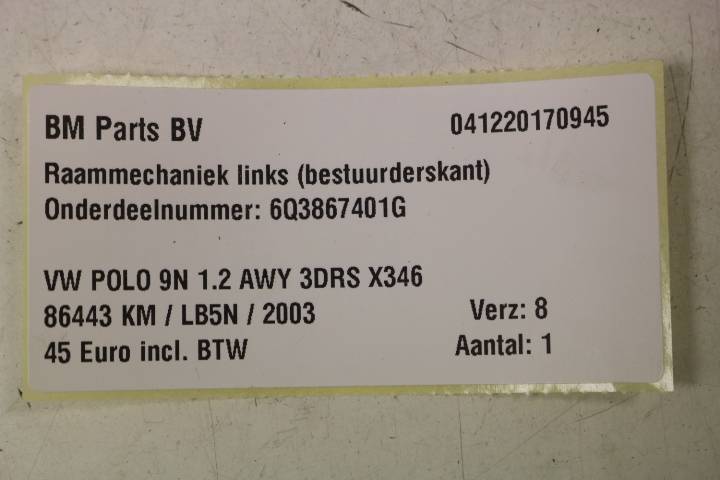 BM Parts BV 041220170945
Raammechaniek links (bestuurderskant)
Onderdeelnummer: 6Q3867401G
VW POLO 9N 1.2 AWY 3DRS X346
86443 KM / LB5N / 2003 Verz: 8
45 Euro incl. BTW Aantal: 1